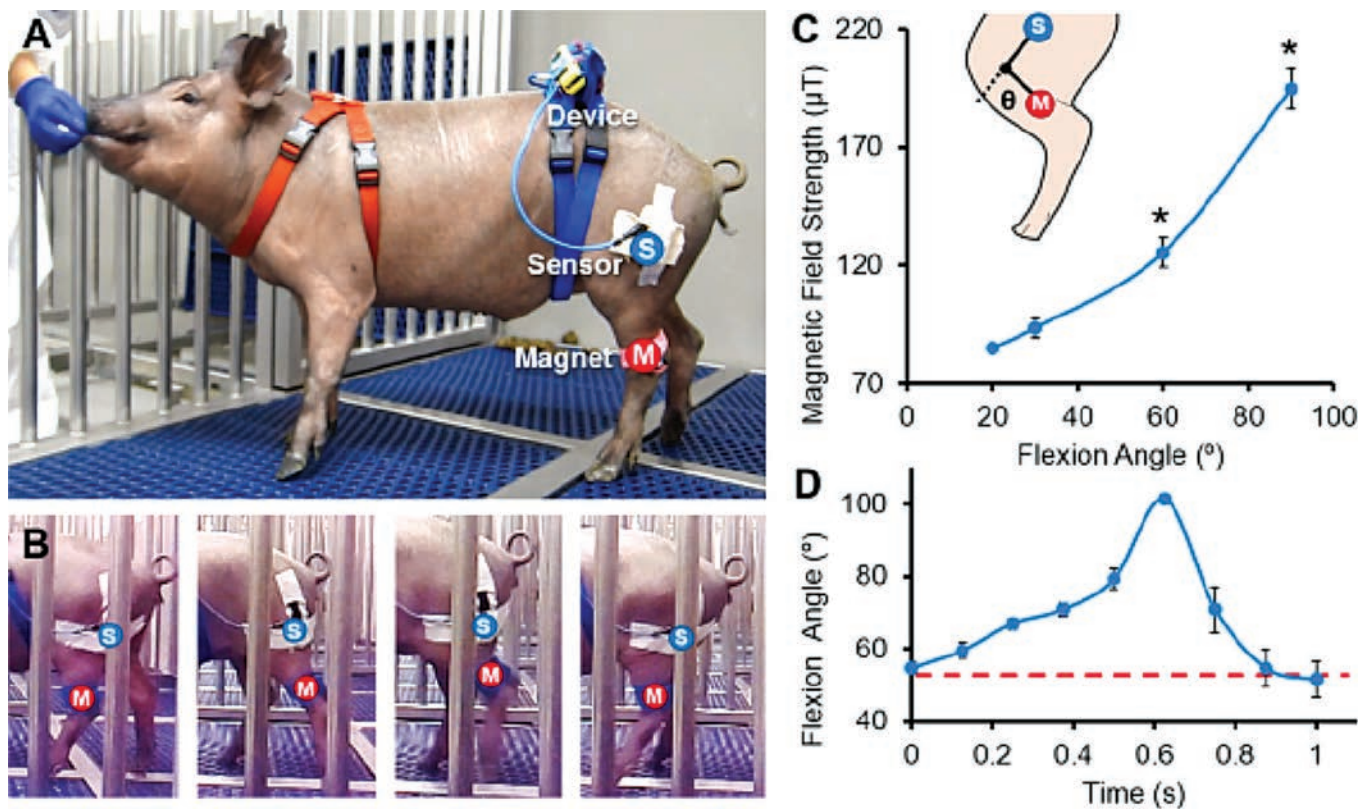 A
Device
Sensor
S
Magnet
M
B
S
M
S
M
S
M
S
M
C
Magnetic Field Strength (µT)
220
170
120
70
0
20
40
60
80
100
Flexion Angle (º)
S
θ
M
*
*
D
Flexion Angle (º)
100
80
60
40
0
0.2
0.4
0.6
0.8
1
Time (s)